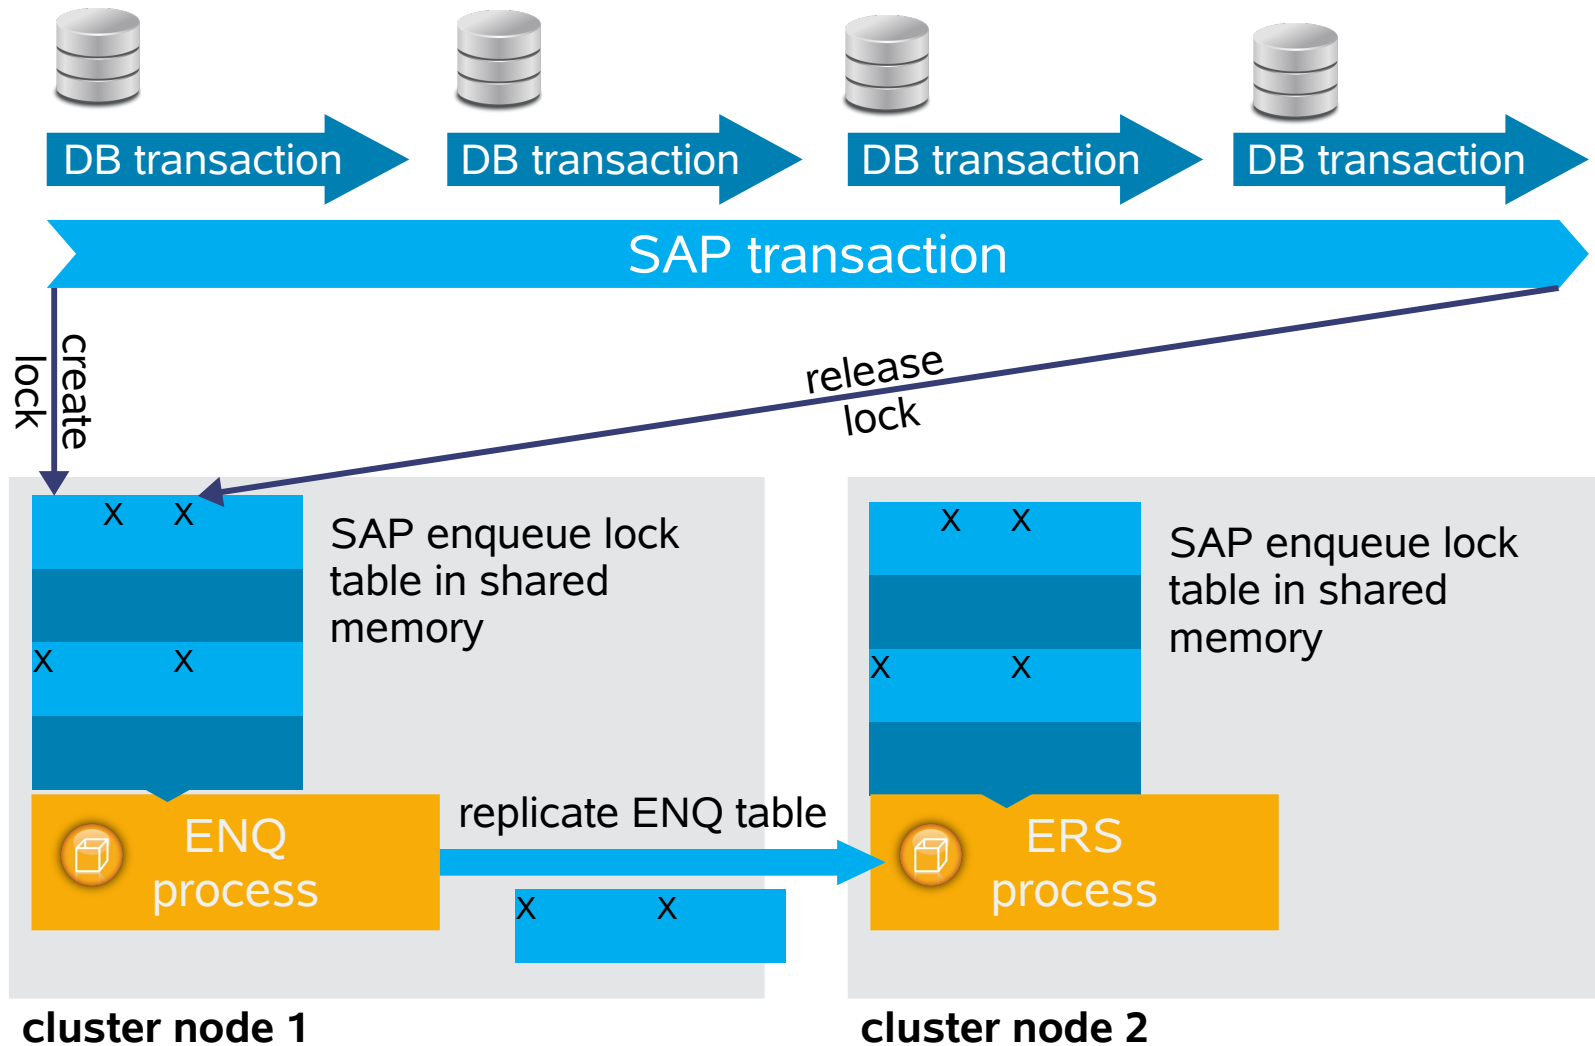 DB transaction
DB transaction
DB transaction
DB transaction
SAP transaction
create
lock
release
lock
X X
X X
SAP enqueue lock
table in shared
memory
X X
X X
SAP enqueue lock
table in shared
memory
ENQ
process
replicate ENQ table
X X
ERS
process
cluster node 1
cluster node 2